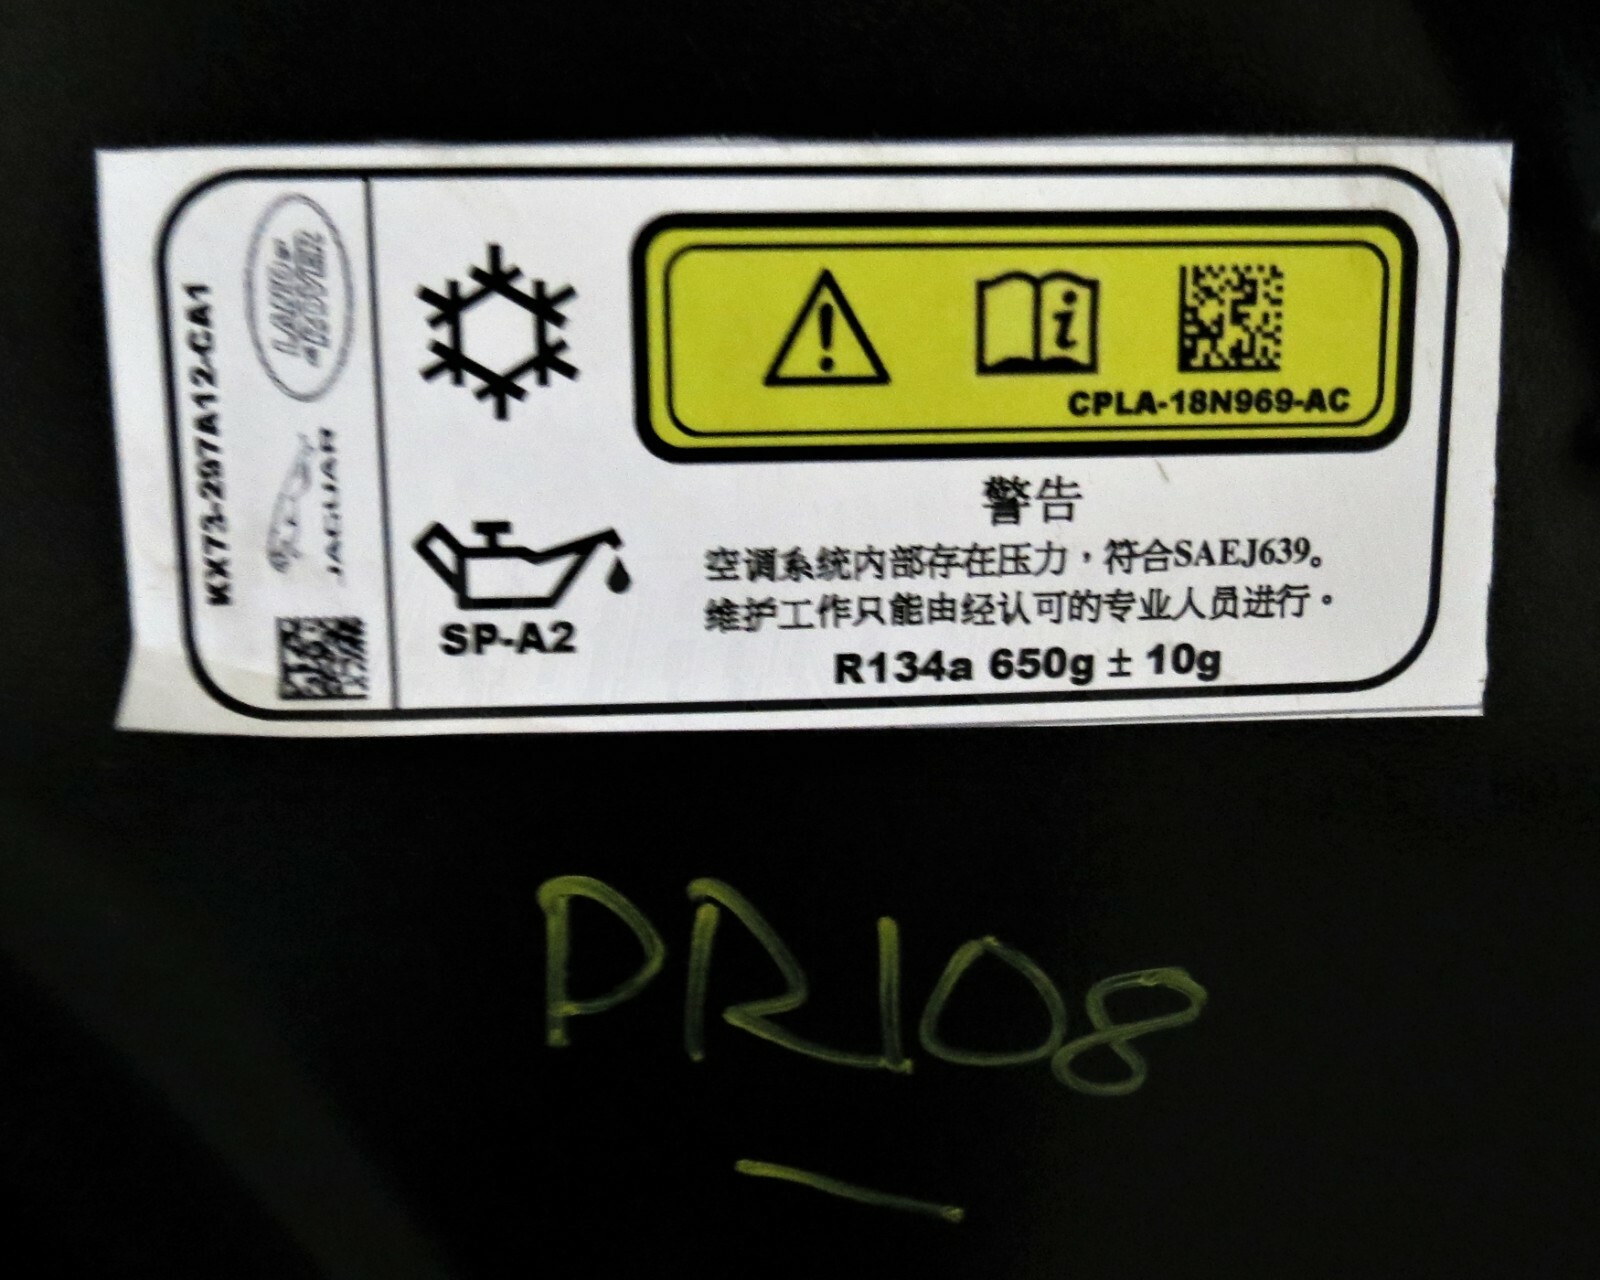 KX73-297A12-CA1
LAND
ROVER
JAGUAR
CPLA-18N969-AC
警告
空调系统内部存在压力，符合SAEJ639。
维护工作只能由经认可的专业人员进行。
SP-A2
R134a 650g ± 10g
PR108